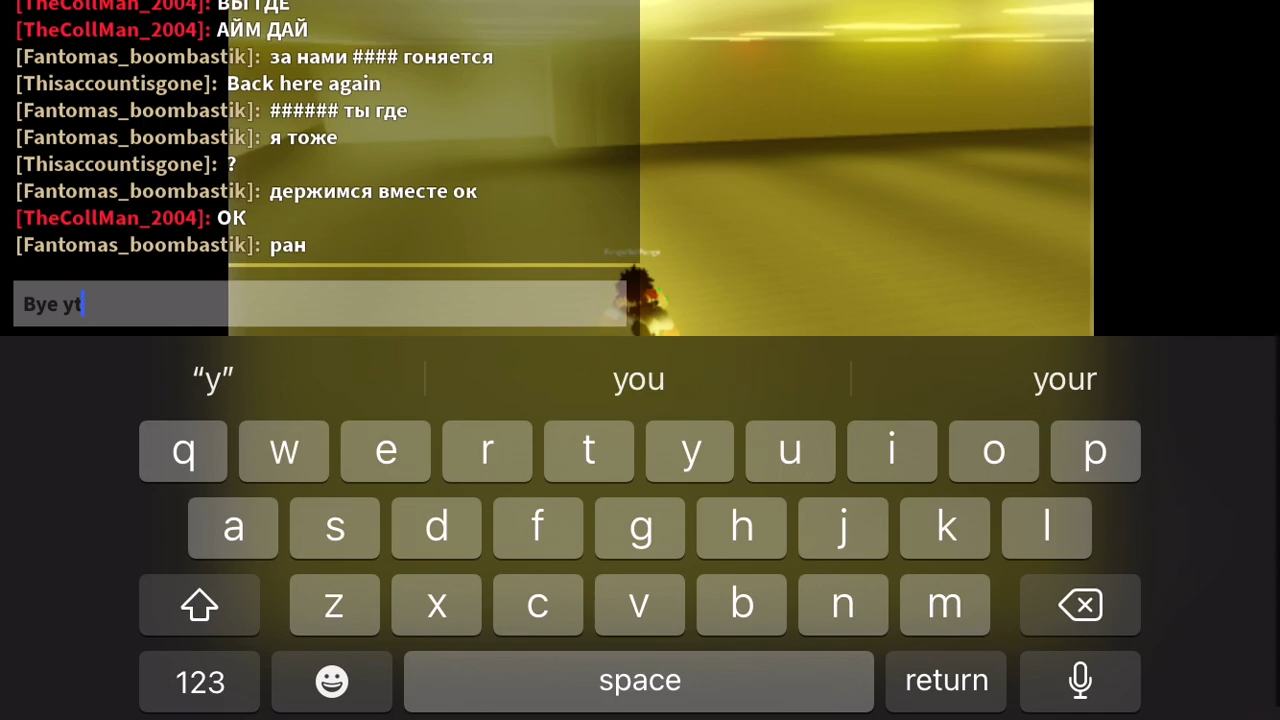 [TheCollMan_2004]: ВЫ ГДЕ
[TheCollMan_2004]: АЙМ ДАЙ
[Fantomas_boombastik]: за нами #### гоняется
[Thisaccountisgone]: Back here again
[Fantomas_boombastik]: ###### ты где
[Fantomas_boombastik]: я тоже
[Thisaccountisgone]: ?
[Fantomas_boombastik]: держимся вместе ок
[TheCollMan_2004]: ОК
[Fantomas_boombastik]: ран
Bye yt
“y” you your
q w e r t y u i o p
a s d f g h j k l
z x c v b n m
123 space return